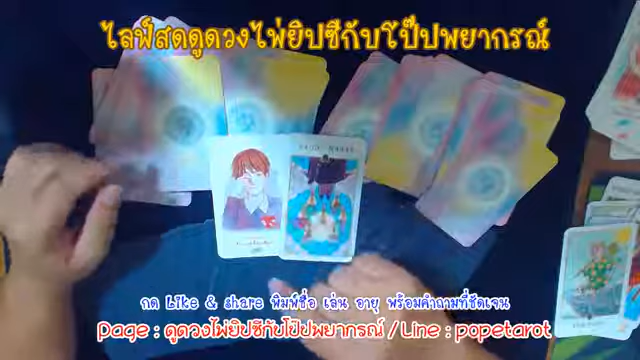 ไลฟ์สดดูดวงไพ่ยิปซีกับโป๊ปพยากรณ์
กด Like & share พิมพ์ชื่อ เล่น อายุ พร้อมคำถามที่ชัดเจน
Page : ดูดวงไพ่ยิปซีกับโป๊ปพยากรณ์ / Line : popetarot